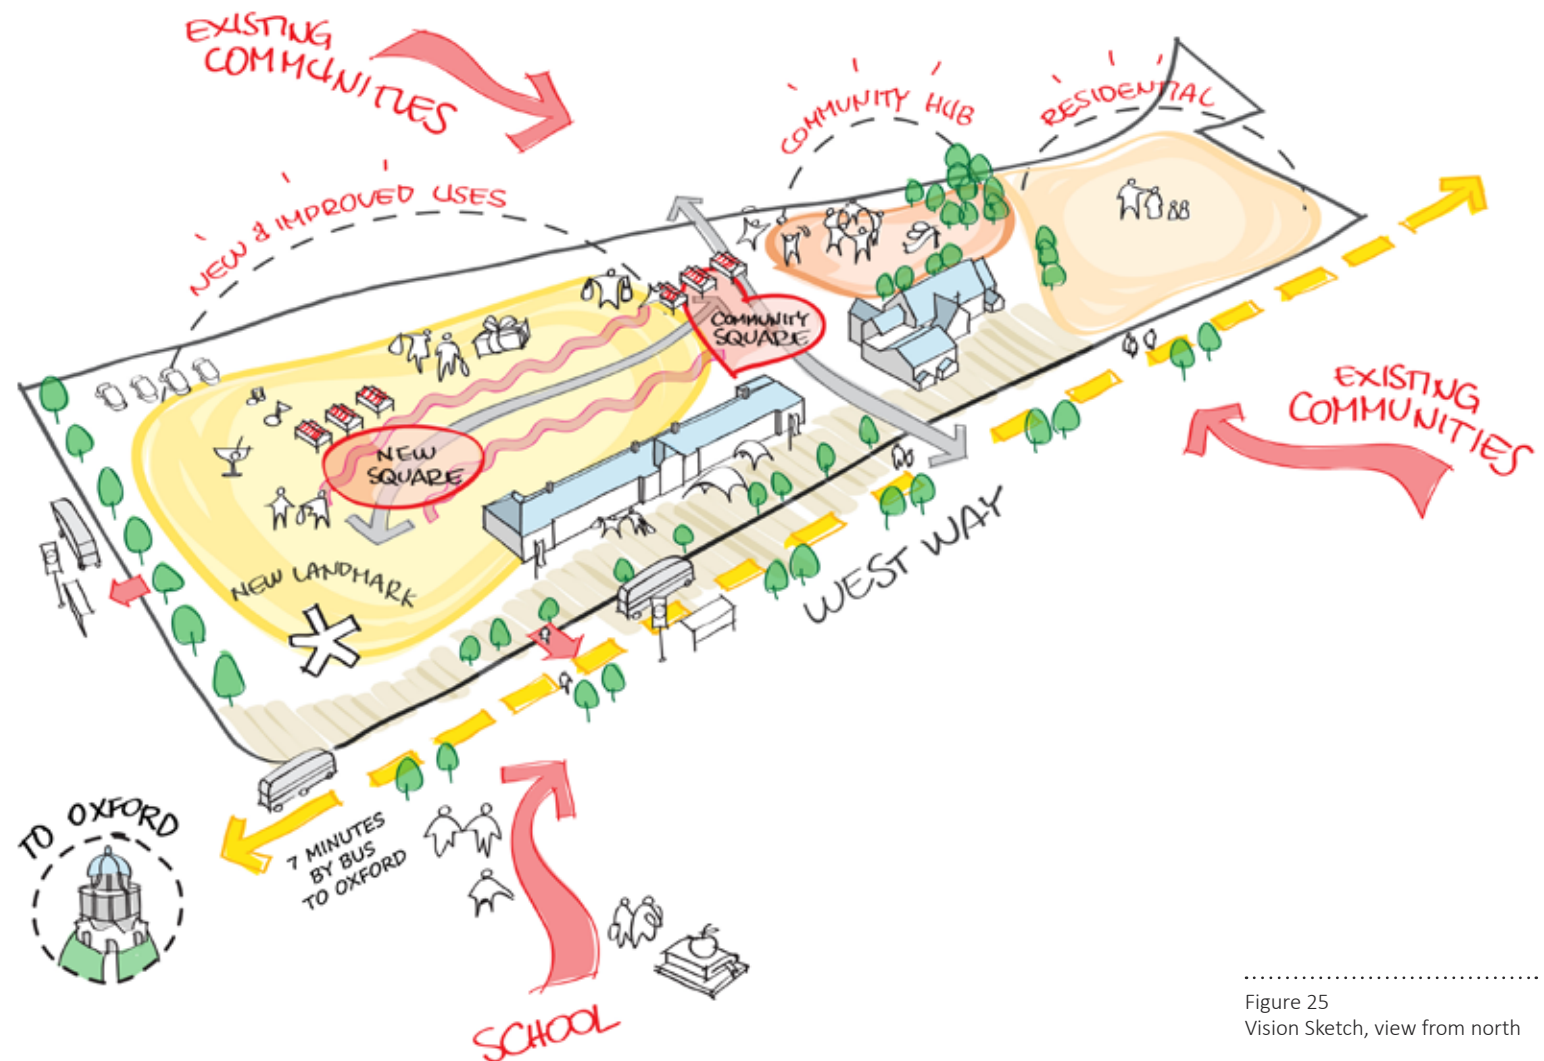 EXISTING
COMMUNITIES
COMMUNITY HUB
RESIDENTIAL
NEW & IMPROVED USES
COMMUNITY
SQUARE
EXISTING
COMMUNITIES
NEW
SQUARE
NEW LANDMARK
WEST WAY
TO OXFORD
7 MINUTES
BY BUS
TO OXFORD
SCHOOL
Figure 25
Vision Sketch, view from north